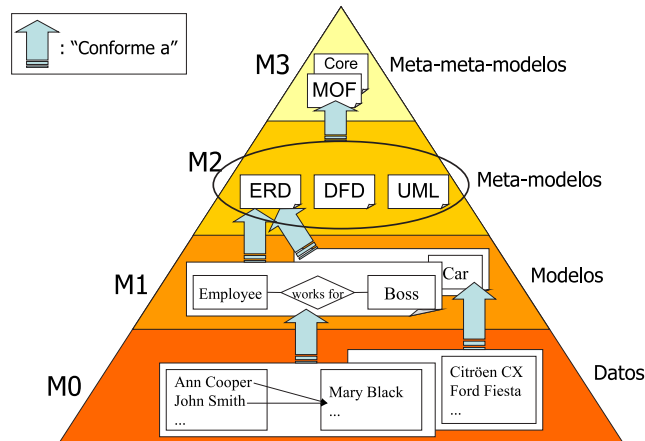 : “Conforme a”
M3
Core
MOF
Meta-meta-modelos
M2
ERD
DFD
UML
Meta-modelos
M1
Employee
works for
Boss
Car
Modelos
M0
Ann Cooper
John Smith
...
Mary Black
...
Citröen CX
Ford Fiesta
...
Datos